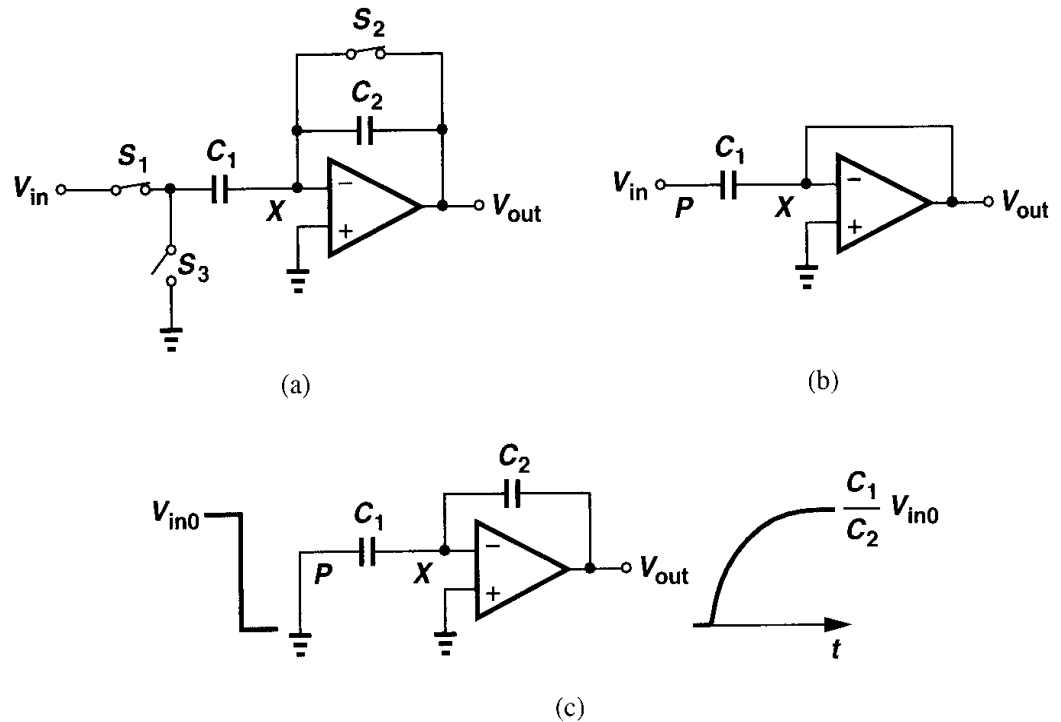 S2
C2
S1
C1
Vin
X
−
+
Vout
S3
(a)
C1
Vin
P
X
−
+
Vout
(b)
C2
Vin0
C1
P
X
−
+
Vout
C1
C2
Vin0
t
(c)